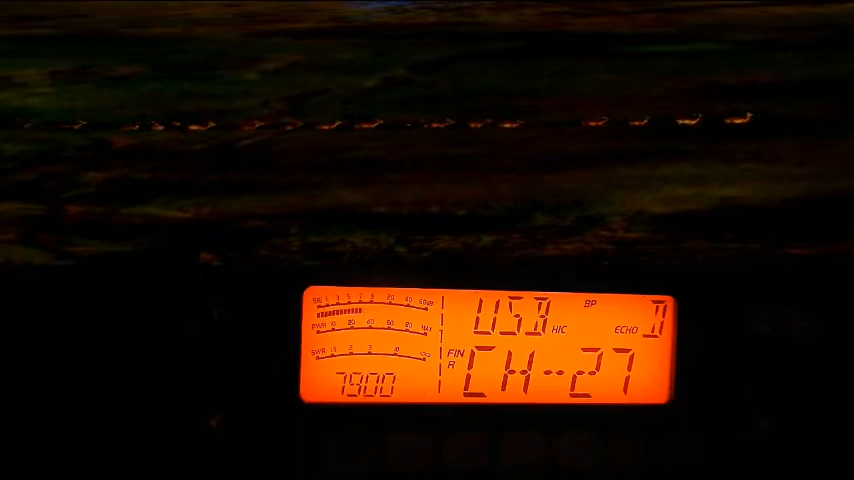 SIG 1 3 5 7 9 20 40 60dB
USB HIC BP ECHO D
PWR 10 20 40 60 80 MAX
SWR 1.5 2 3 10 ∞
FIN R CH--27
7900